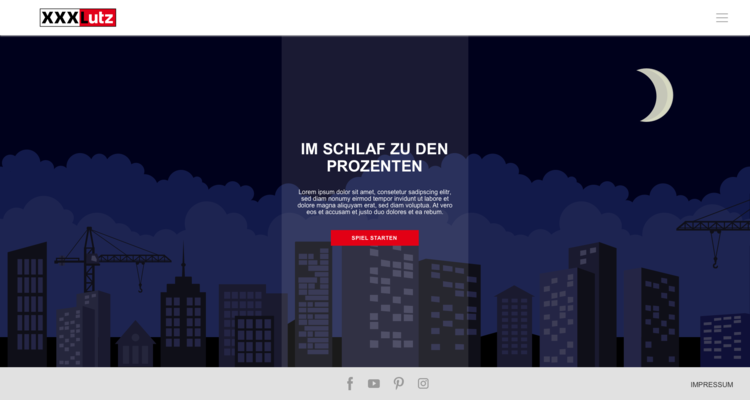 XXXLutz
IM SCHLAF ZU DEN
PROZENTEN
Lorem ipsum dolor sit amet, consetetur sadipscing elitr,
sed diam nonumy eirmod tempor invidunt ut labore et
dolore magna aliquyam erat, sed diam voluptua. At vero
eos et accusam et justo duo dolores et ea rebum.
SPIEL STARTEN
IMPRESSUM